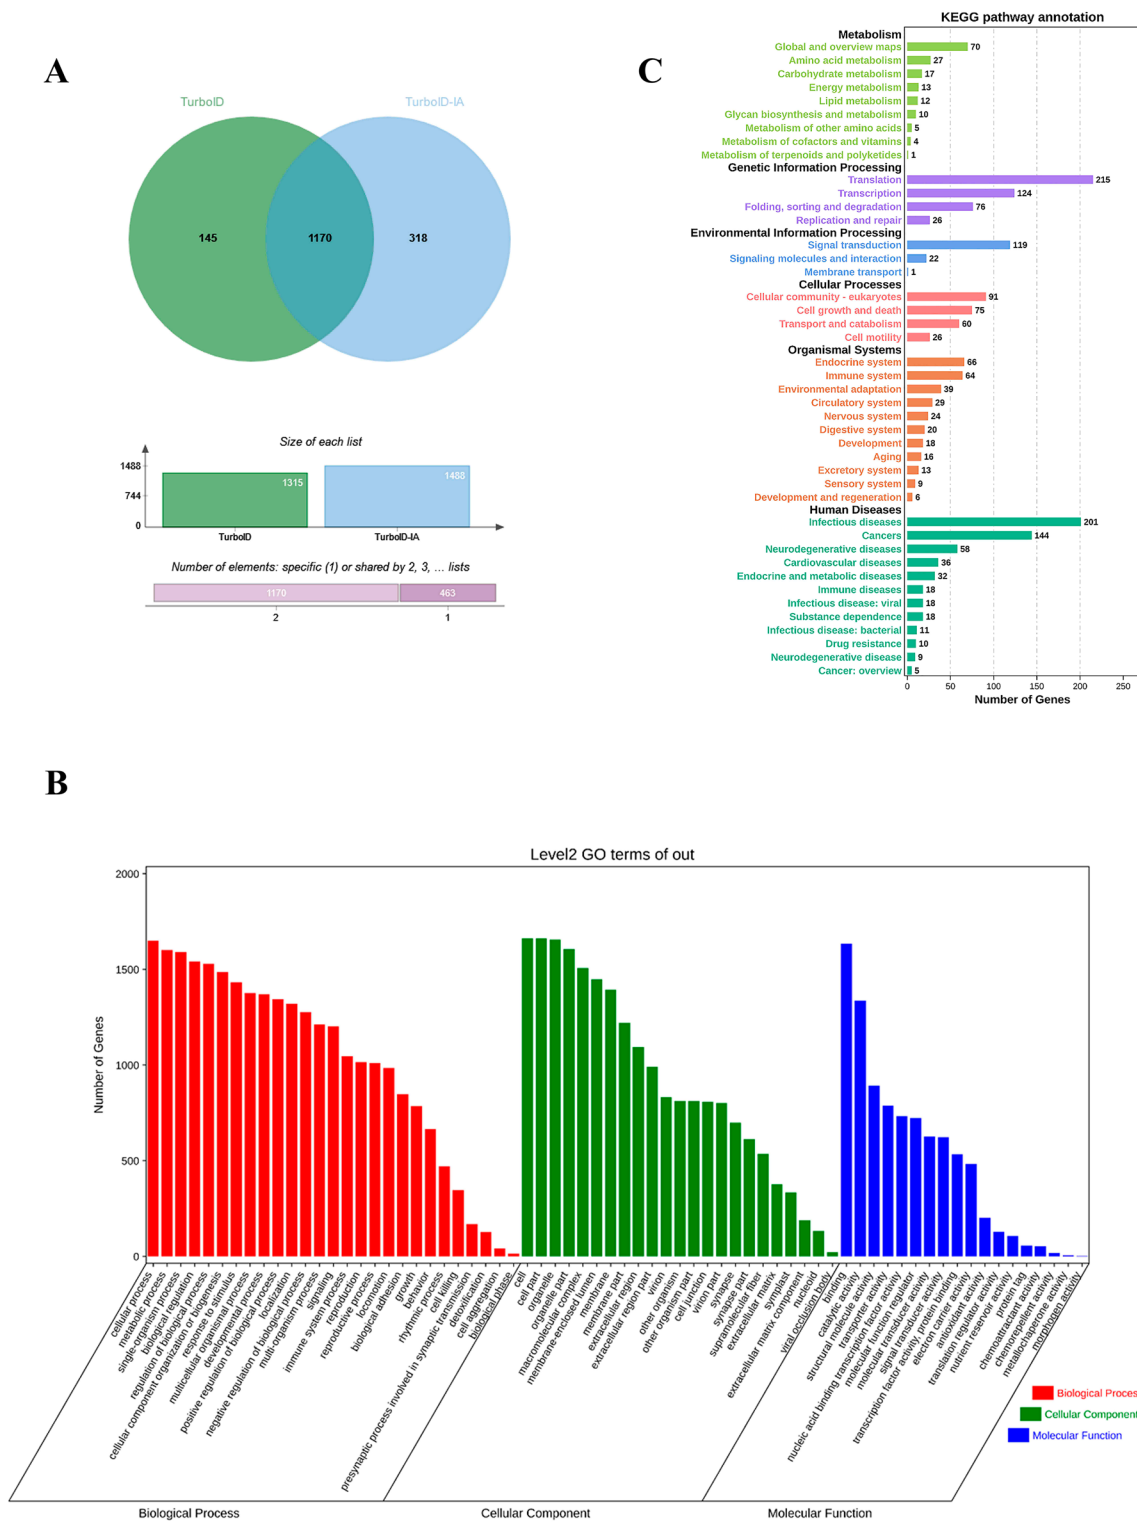 A
TurboID
TurboID-IA
145
1170
318
Size of each list
1488
744
0
1315
1488
TurboID
TurboID-IA
Number of elements: specific (1) or shared by 2, 3, ... lists
1170
463
2
1
C
KEGG pathway annotation
Metabolism
Global and overview maps 70
Amino acid metabolism 27
Carbohydrate metabolism 17
Energy metabolism 13
Lipid metabolism 12
Glycan biosynthesis and metabolism 10
Metabolism of other amino acids 5
Metabolism of cofactors and vitamins 4
Metabolism of terpenoids and polyketides 1
Genetic Information Processing
Translation 215
Transcription 124
Folding, sorting and degradation 76
Replication and repair 26
Environmental Information Processing
Signal transduction 119
Signaling molecules and interaction 22
Membrane transport 1
Cellular Processes
Cellular community - eukaryotes 91
Cell growth and death 75
Transport and catabolism 60
Cell motility 26
Organismal Systems
Endocrine system 66
Immune system 64
Environmental adaptation 39
Circulatory system 29
Nervous system 24
Digestive system 20
Development 18
Aging 16
Excretory system 13
Sensory system 9
Development and regeneration 6
Human Diseases
Infectious diseases 201
Cancers 144
Neurodegenerative diseases 58
Cardiovascular diseases 36
Endocrine and metabolic diseases 32
Immune diseases 18
Infectious disease: viral 18
Substance dependence 18
Infectious disease: bacterial 11
Drug resistance 10
Neurodegenerative disease 9
Cancer: overview 5
0 50 100 150 200 250
Number of Genes
B
Level2 GO terms of out
Number of Genes
2000
1500
1000
500
0
cellular process
metabolic process
single-organism process
biological regulation
regulation of biological process
cellular component organization or biogenesis
response to stimulus
multicellular organismal process
developmental process
positive regulation of biological process
localization
negative regulation of biological process
multi-organism process
signaling
immune system process
reproduction
reproductive process
locomotion
biological adhesion
growth
behavior
rhythmic process
presynaptic process involved in synaptic transmission
cell killing
detoxification
cell aggregation
biological phase
cell
cell part
organelle
organelle part
macromolecular complex
membrane-enclosed lumen
membrane
membrane part
extracellular region
extracellular region part
virion
other organism
other organism part
cell junction
virion part
synapse
synapse part
supramolecular fiber
extracellular matrix
symplast
extracellular matrix component
nucleoid
viral occlusion body
binding
catalytic activity
structural molecule activity
transporter activity
nucleic acid binding transcription factor activity
molecular function regulator
molecular transducer activity
signal transducer activity
transcription factor activity, protein binding
electron carrier activity
antioxidant activity
translation regulator activity
nutrient reservoir activity
protein tag
chemoattractant activity
chemorepellent activity
metallochaperone activity
morphogen activity
Biological Proces
Cellular Component
Molecular Function
Biological Process
Cellular Component
Molecular Function